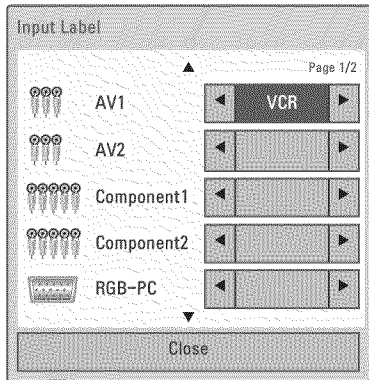 Input Label
Page 1/2
AV1 VCR
AV2
Component1
Component2
RGB-PC
Close